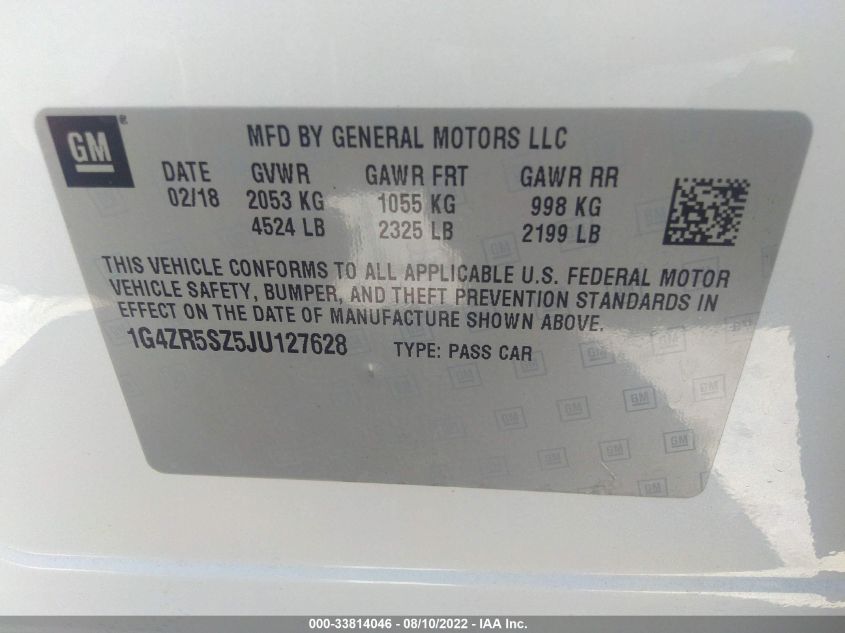 GM ®
MFD BY GENERAL MOTORS LLC
DATE GVWR GAWR FRT GAWR RR
02/18 2053 KG 1055 KG 998 KG
4524 LB 2325 LB 2199 LB
THIS VEHICLE CONFORMS TO ALL APPLICABLE U.S. FEDERAL MOTOR
VEHICLE SAFETY, BUMPER, AND THEFT PREVENTION STANDARDS IN
EFFECT ON THE DATE OF MANUFACTURE SHOWN ABOVE.
1G4ZR5SZ5JU127628 TYPE: PASS CAR
000-33814046 - 08/10/2022 - IAA Inc.